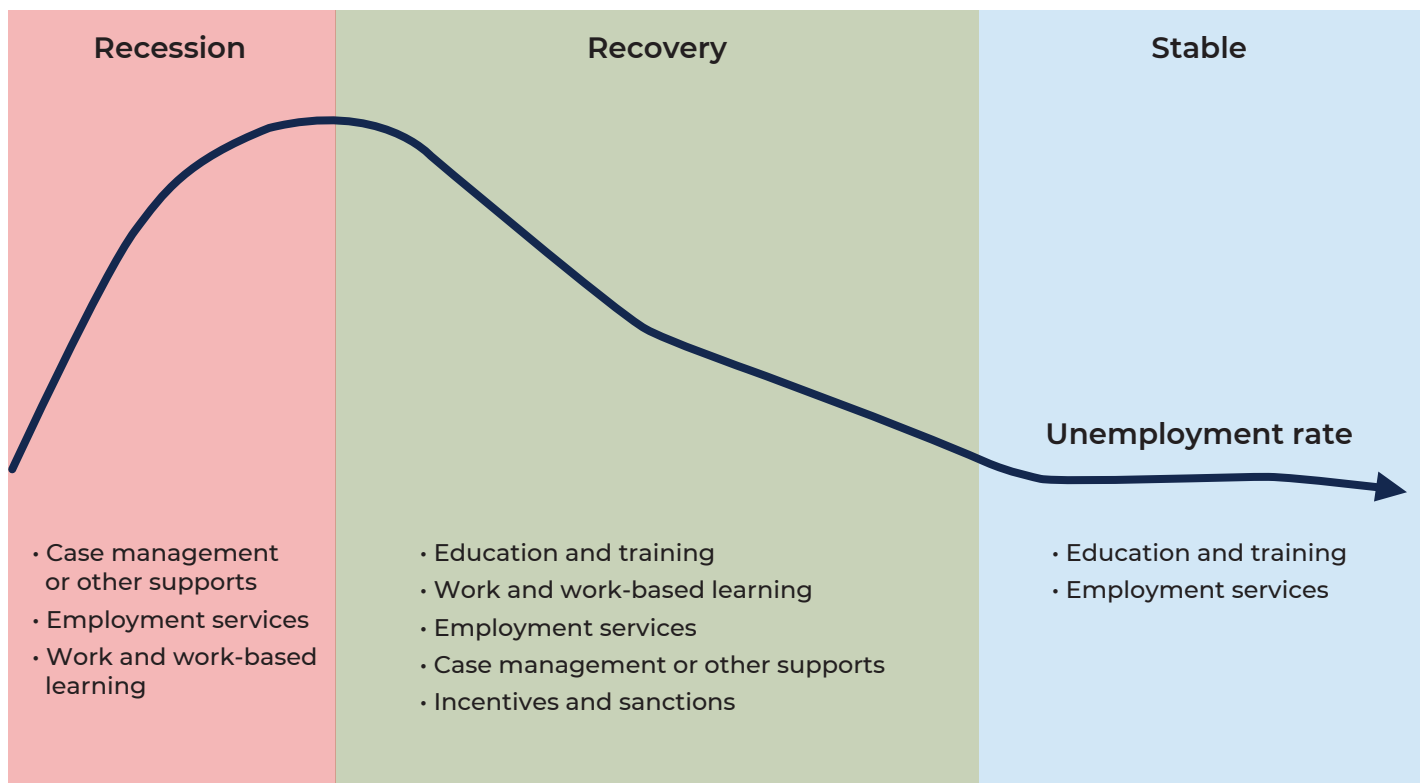 Recession
Recovery
Stable
Unemployment rate
• Case management
or other supports
• Employment services
• Work and work-based
learning
• Education and training
• Work and work-based learning
• Employment services
• Case management or other supports
• Incentives and sanctions
• Education and training
• Employment services